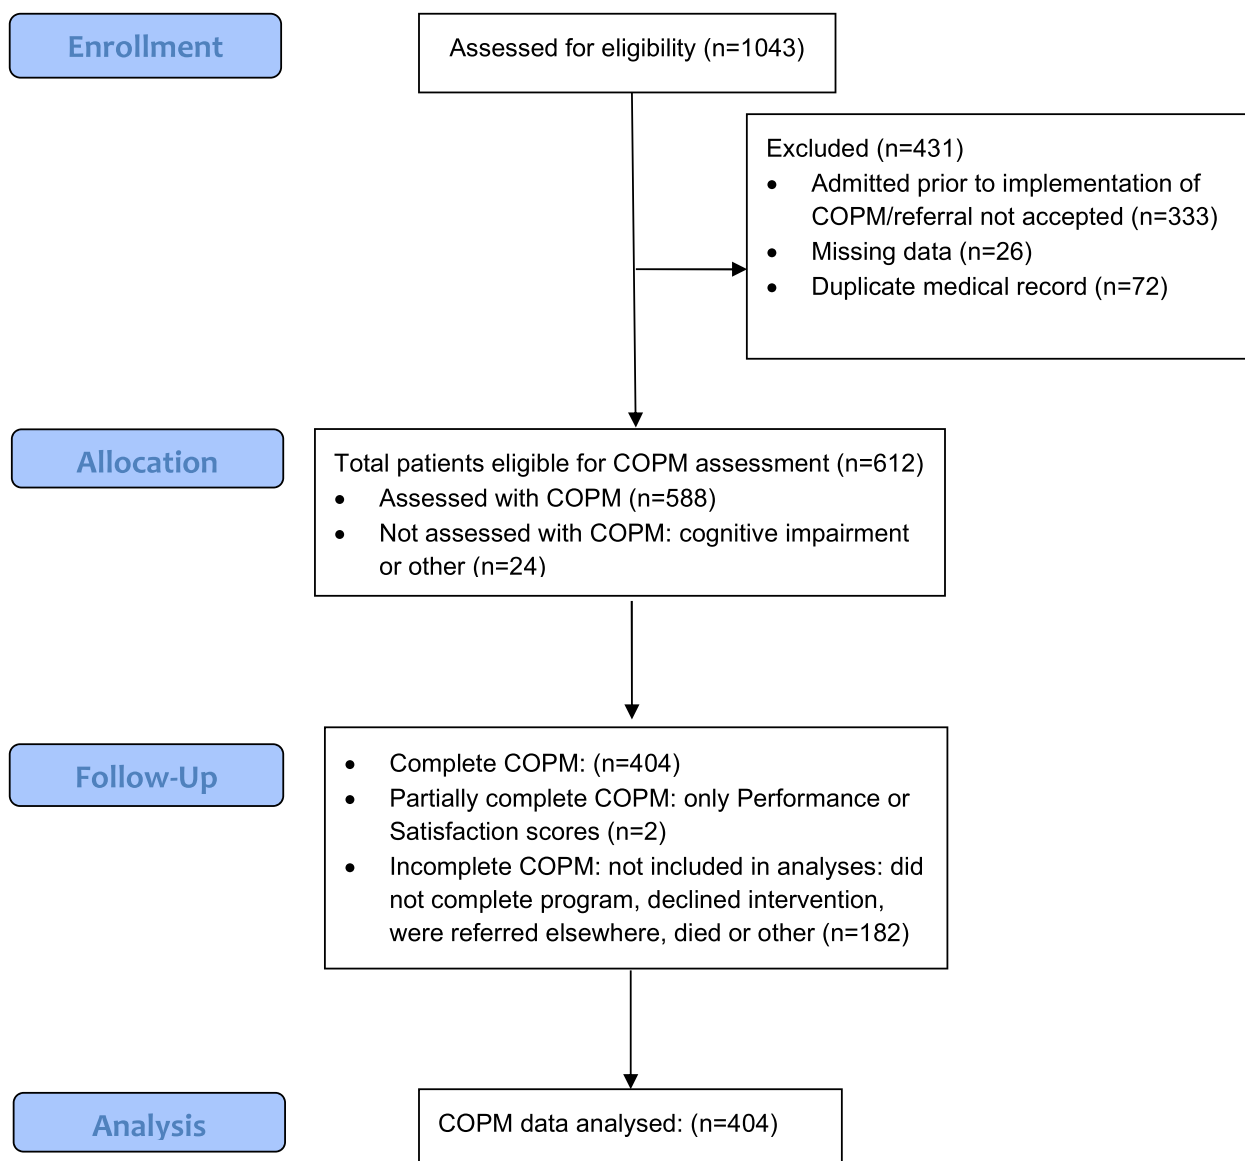 Enrollment
Assessed for eligibility (n=1043)
Excluded (n=431)
• Admitted prior to implementation of
COPM/referral not accepted (n=333)
• Missing data (n=26)
• Duplicate medical record (n=72)
Allocation
Total patients eligible for COPM assessment (n=612)
• Assessed with COPM (n=588)
• Not assessed with COPM: cognitive impairment
or other (n=24)
Follow-Up
• Complete COPM: (n=404)
• Partially complete COPM: only Performance or
Satisfaction scores (n=2)
• Incomplete COPM: not included in analyses: did
not complete program, declined intervention,
were referred elsewhere, died or other (n=182)
Analysis
COPM data analysed: (n=404)